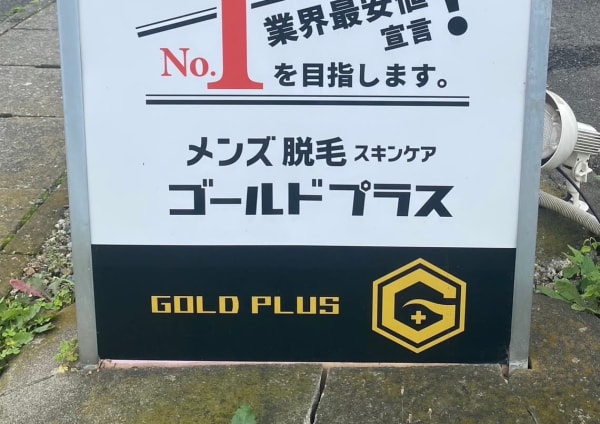 業界最安値
宣言!
No.1
を目指します。
メンズ脱毛 スキンケア
ゴールドプラス
GOLD PLUS
G+